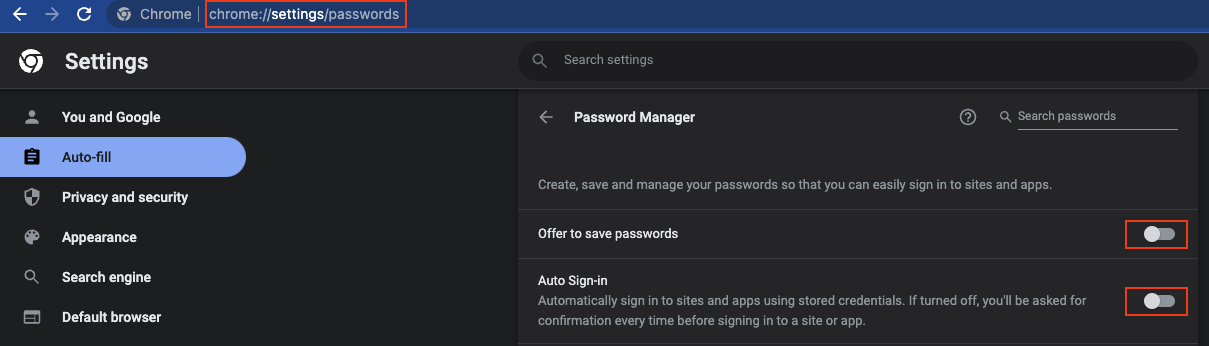 Chrome
chrome://settings/passwords
Settings
Search settings
You and Google
Auto-fill
Privacy and security
Appearance
Search engine
Default browser
Password Manager
Search passwords
Create, save and manage your passwords so that you can easily sign in to sites and apps.
Offer to save passwords
Auto Sign-in
Automatically sign in to sites and apps using stored credentials. If turned off, you'll be asked for
confirmation every time before signing in to a site or app.